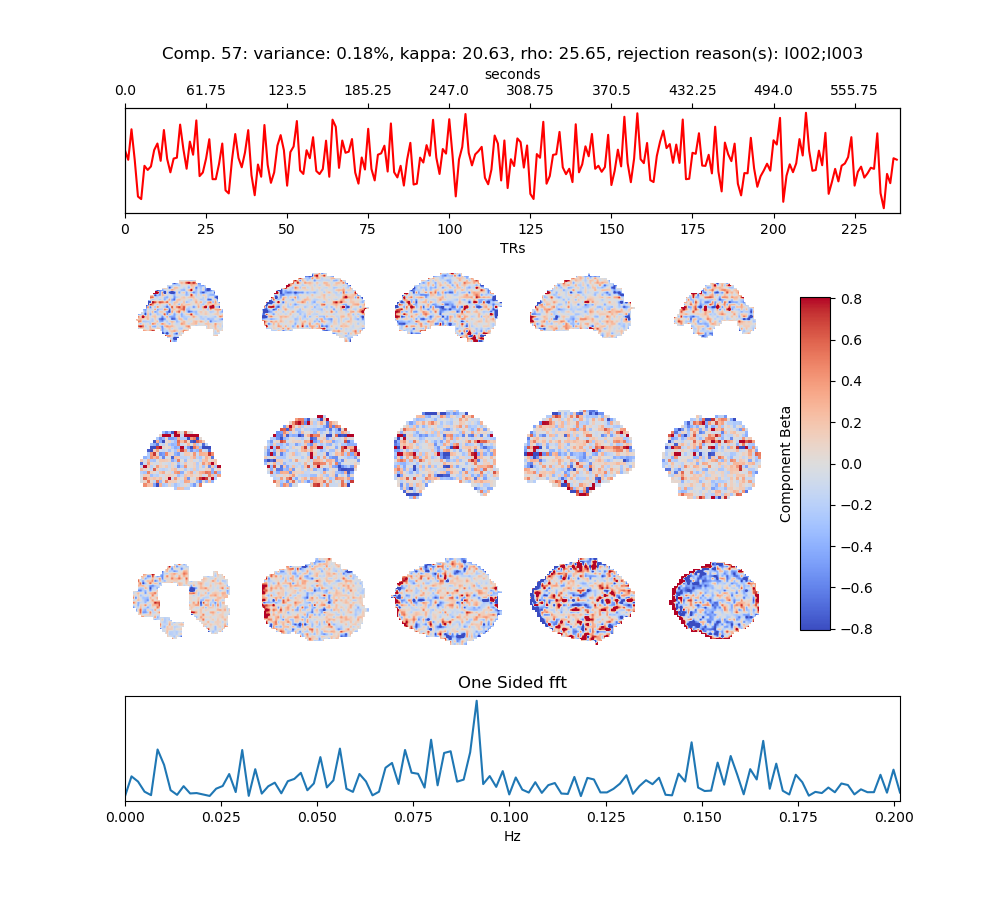 Comp. 57: variance: 0.18%, kappa: 20.63, rho: 25.65, rejection reason(s): I002;I003
seconds
0.0 61.75 123.5 185.25 247.0 308.75 370.5 432.25 494.0 555.75
0 25 50 75 100 125 150 175 200 225
TRs
0.8
0.6
0.4
0.2
0.0
−0.2
−0.4
−0.6
−0.8
Component Beta
One Sided fft
0.000 0.025 0.050 0.075 0.100 0.125 0.150 0.175 0.200
Hz